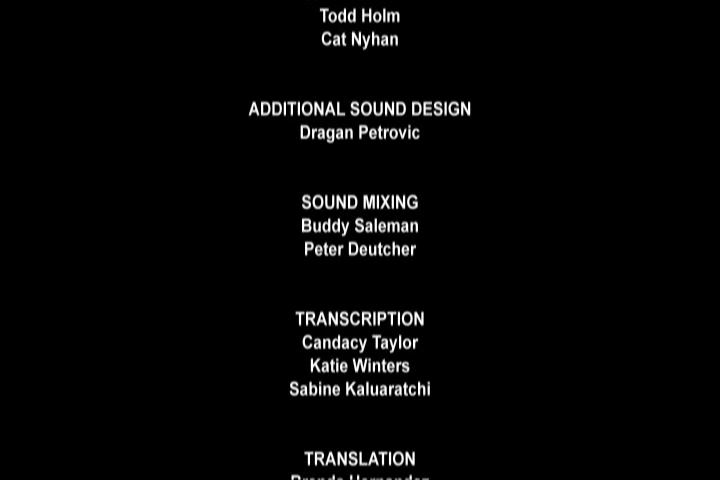 Todd Holm
Cat Nyhan
ADDITIONAL SOUND DESIGN
Dragan Petrovic
SOUND MIXING
Buddy Saleman
Peter Deutcher
TRANSCRIPTION
Candacy Taylor
Katie Winters
Sabine Kaluaratchi
TRANSLATION